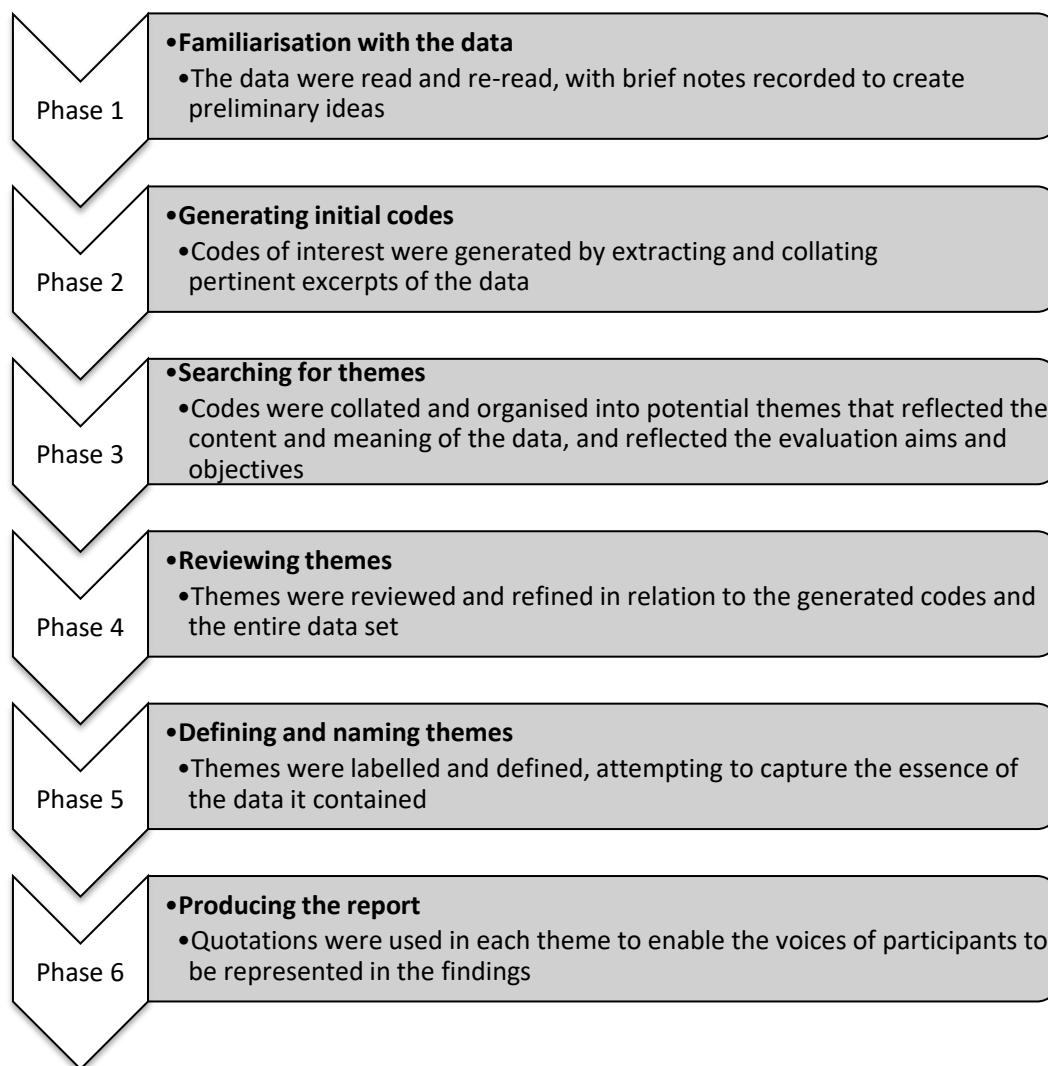 •Familiarisation with the data
•The data were read and re-read, with brief notes recorded to create
preliminary ideas
Phase 1
•Generating initial codes
•Codes of interest were generated by extracting and collating
pertinent excerpts of the data
Phase 2
•Searching for themes
•Codes were collated and organised into potential themes that reflected the
content and meaning of the data, and reflected the evaluation aims and
objectives
Phase 3
•Reviewing themes
•Themes were reviewed and refined in relation to the generated codes and
the entire data set
Phase 4
•Defining and naming themes
•Themes were labelled and defined, attempting to capture the essence of
the data it contained
Phase 5
•Producing the report
•Quotations were used in each theme to enable the voices of participants to
be represented in the findings
Phase 6